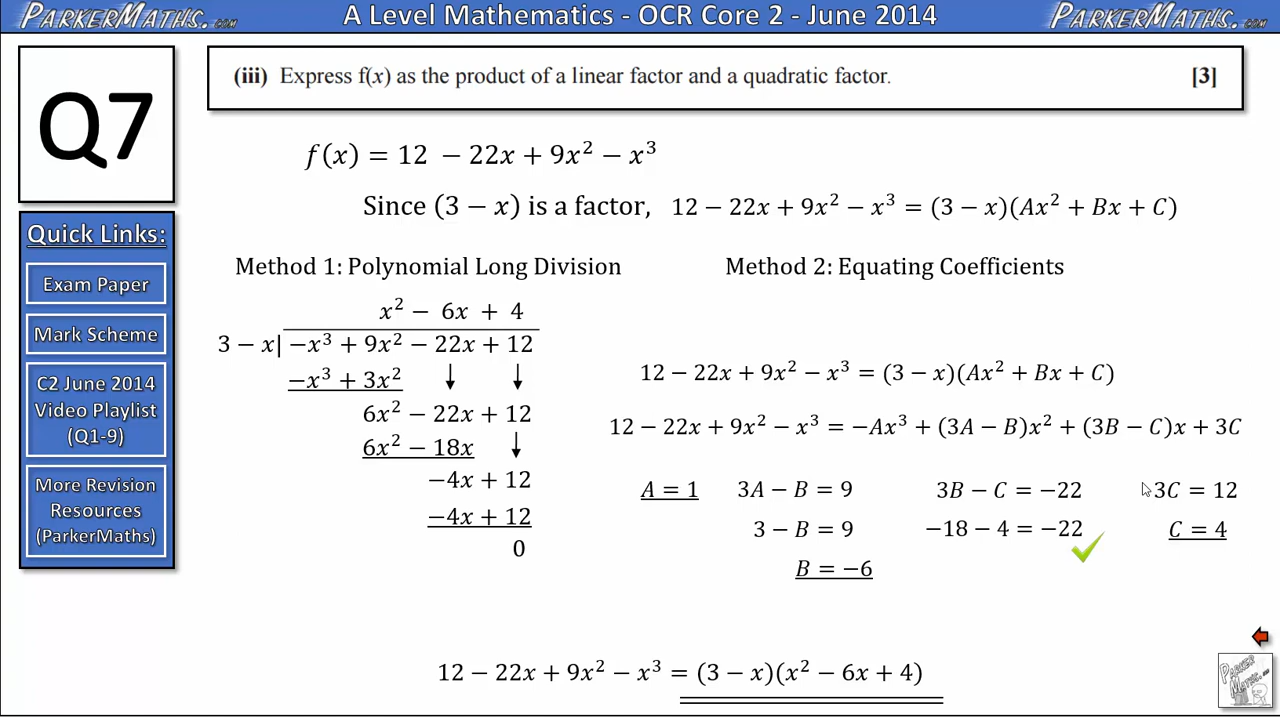 PARKERMATHS.COM
A Level Mathematics - OCR Core 2 - June 2014
PARKERMATHS.COM
Q7
(iii) Express f(x) as the product of a linear factor and a quadratic factor. [3]
f(x) = 12 − 22x + 9x² − x³
Since (3 − x) is a factor, 12 − 22x + 9x² − x³ = (3 − x)(Ax² + Bx + C)
Quick Links:
Exam Paper
Mark Scheme
C2 June 2014
Video Playlist
(Q1-9)
More Revision
Resources
(ParkerMaths)
Method 1: Polynomial Long Division
x² − 6x + 4
3 − x| −x³ + 9x² − 22x + 12
−x³ + 3x² ↓ ↓
6x² − 22x + 12
6x² − 18x ↓
−4x + 12
−4x + 12
0
Method 2: Equating Coefficients
12 − 22x + 9x² − x³ = (3 − x)(Ax² + Bx + C)
12 − 22x + 9x² − x³ = −Ax³ + (3A − B)x² + (3B − C)x + 3C
A = 1 3A − B = 9 3B − C = −22 3C = 12
3 − B = 9 −18 − 4 = −22 C = 4
B = −6
12 − 22x + 9x² − x³ = (3 − x)(x² − 6x + 4)
PARKER
MATHS.COM